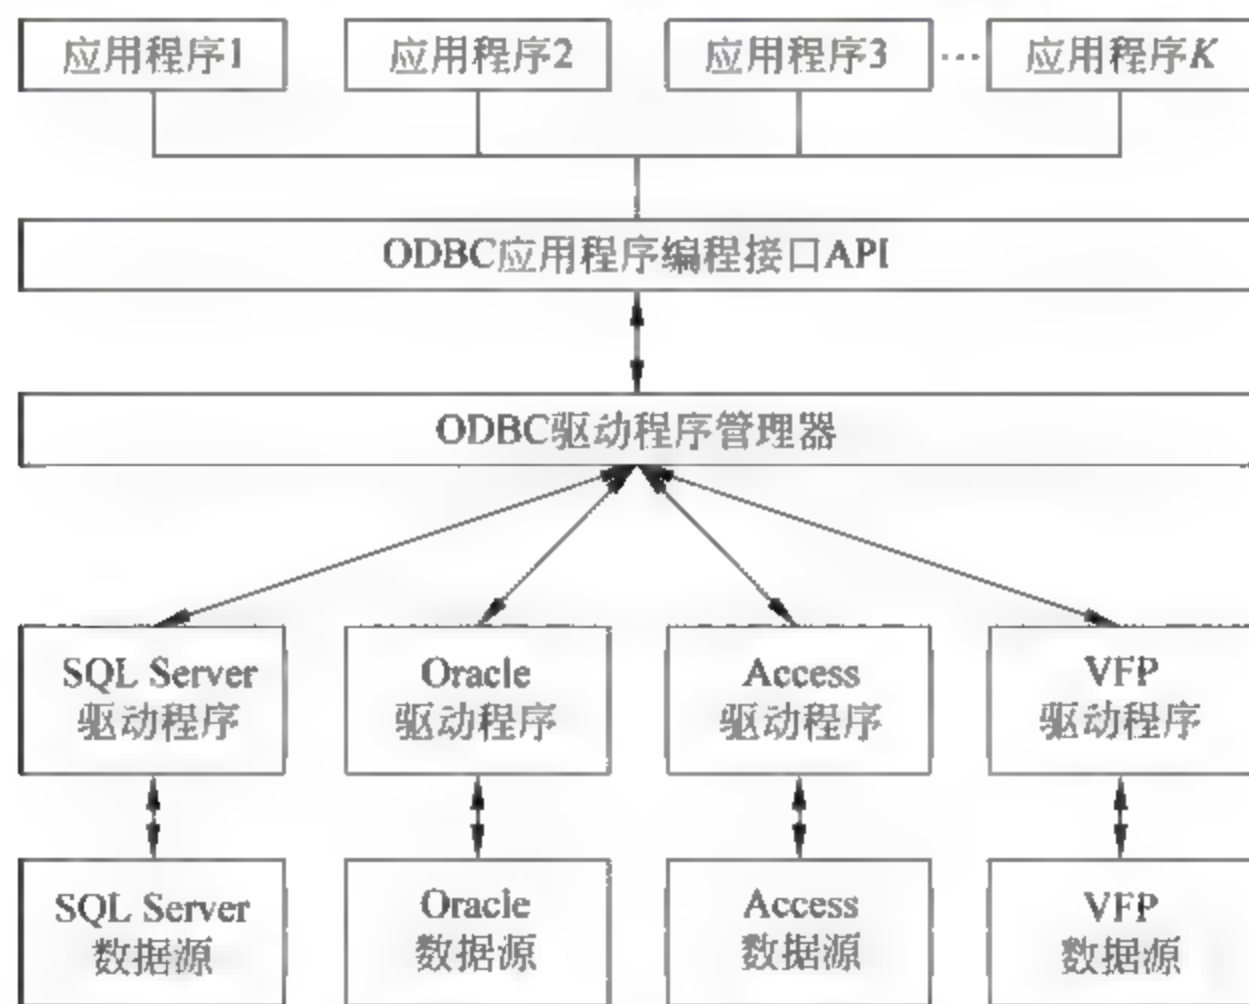 应用程序1
应用程序2
应用程序3
…
应用程序K
ODBC应用程序编程接口API
ODBC驱动程序管理器
SQL Server
驱动程序
Oracle
驱动程序
Access
驱动程序
VFP
驱动程序
SQL Server
数据源
Oracle
数据源
Access
数据源
VFP
数据源